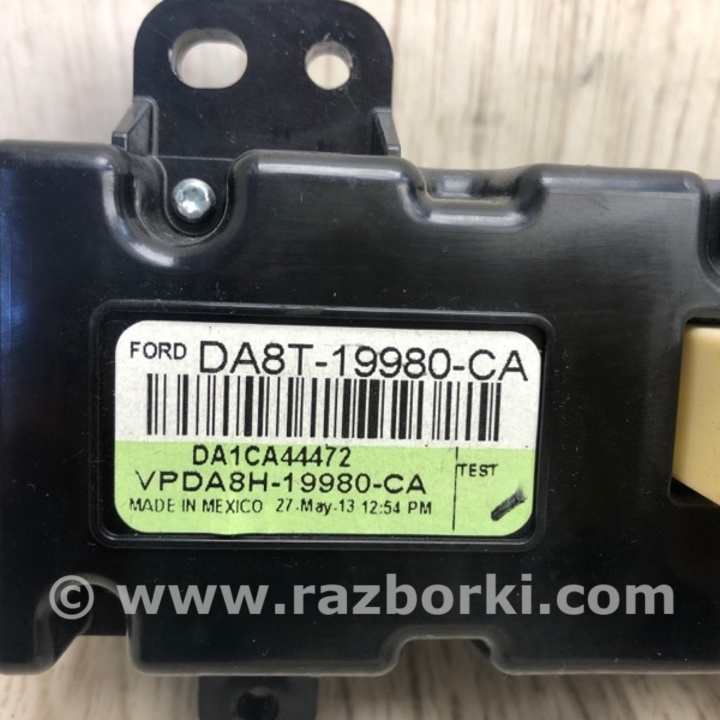 FORD DA8T-19980-CA
DA1CA44472
VPDA8H-19980-CA
TEST
MADE IN MEXICO 27-May-13 12:54 PM
© www.razborki.com